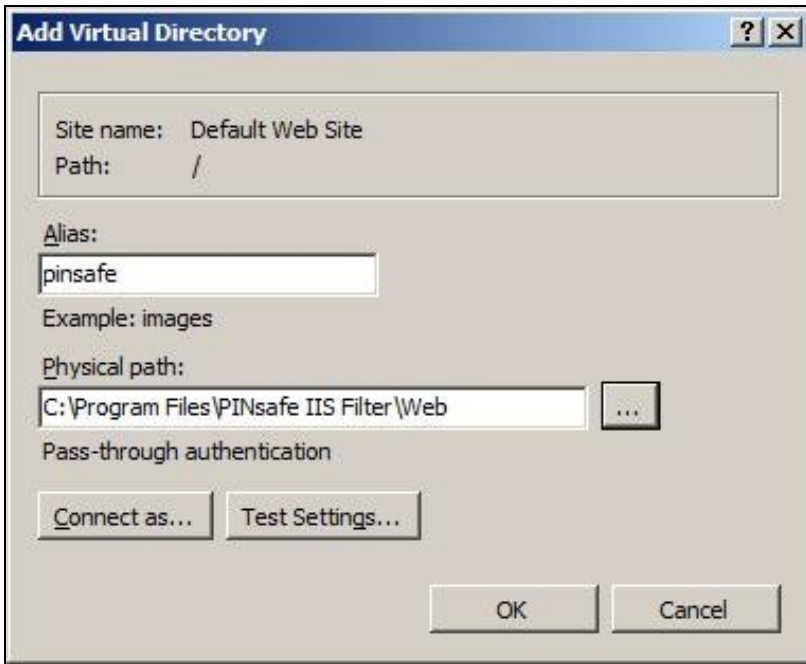 Add Virtual Directory
Site name: Default Web Site
Path: /
Alias:
pinsafe
Example: images
Physical path:
C:\Program Files\PINsafe IIS Filter\Web ...
Pass-through authentication
Connect as... Test Settings...
OK Cancel